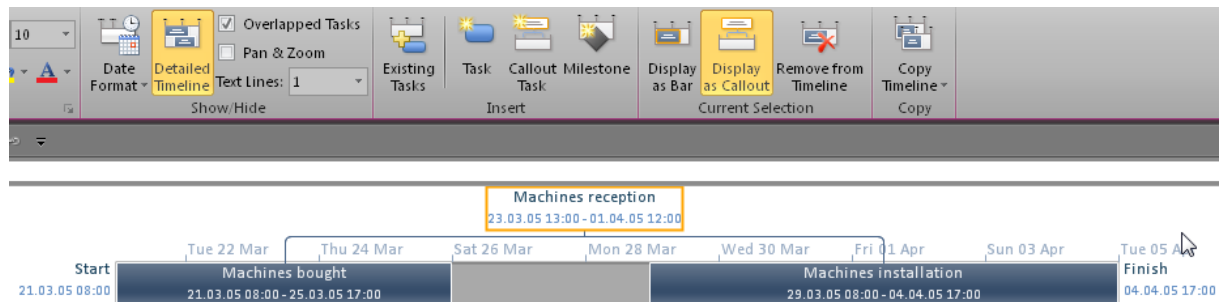 10
Overlapped Tasks
Pan & Zoom
Date Format
Detailed Timeline
Text Lines: 1
Existing Tasks
Task
Callout Task
Milestone
Display as Bar
Display as Callout
Remove from Timeline
Copy Timeline
A
Show/Hide
Insert
Current Selection
Copy
Machines reception
23.03.05 13:00 - 01.04.05 12:00
Tue 22 Mar Thu 24 Mar Sat 26 Mar Mon 28 Mar Wed 30 Mar Fri 01 Apr Sun 03 Apr Tue 05
Start
21.03.05 08:00
Machines bought
21.03.05 08:00 - 25.03.05 17:00
Machines installation
29.03.05 08:00 - 04.04.05 17:00
Finish
04.04.05 17:00